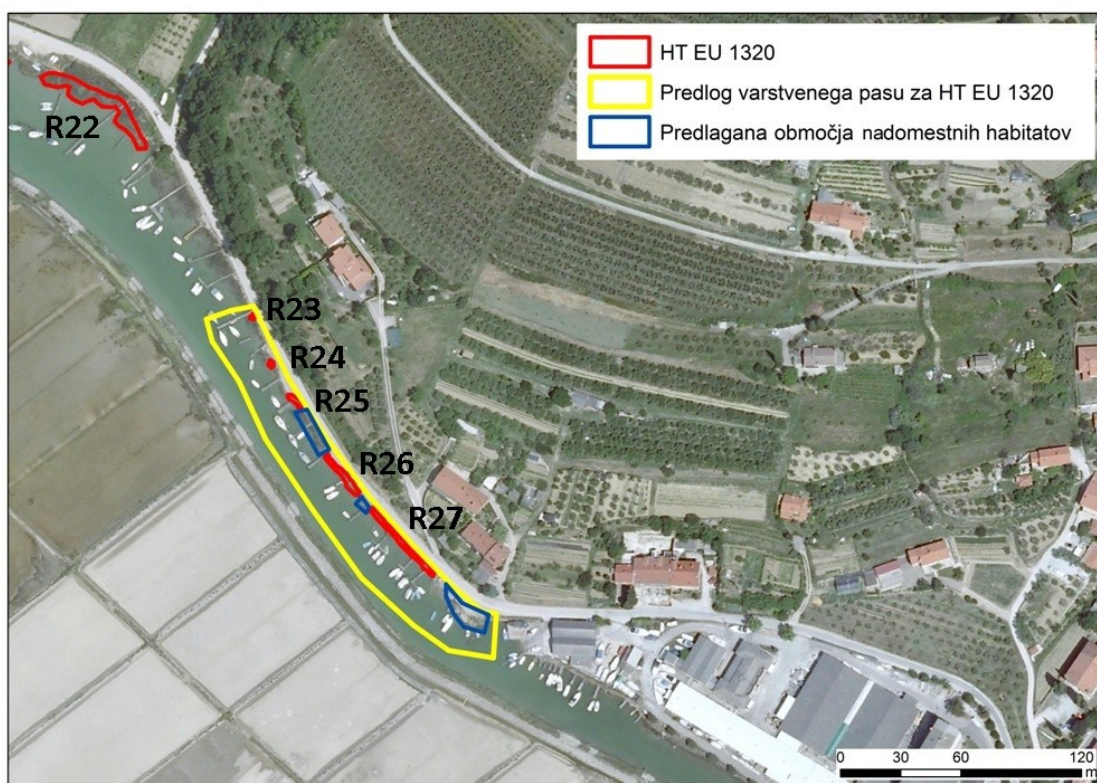 HT EU 1320
Predlog varstvenega pasu za HT EU 1320
Predlagana območja nadomestnih habitatov
R22
R23
R24
R25
R26
R27
0 30 60 120
m